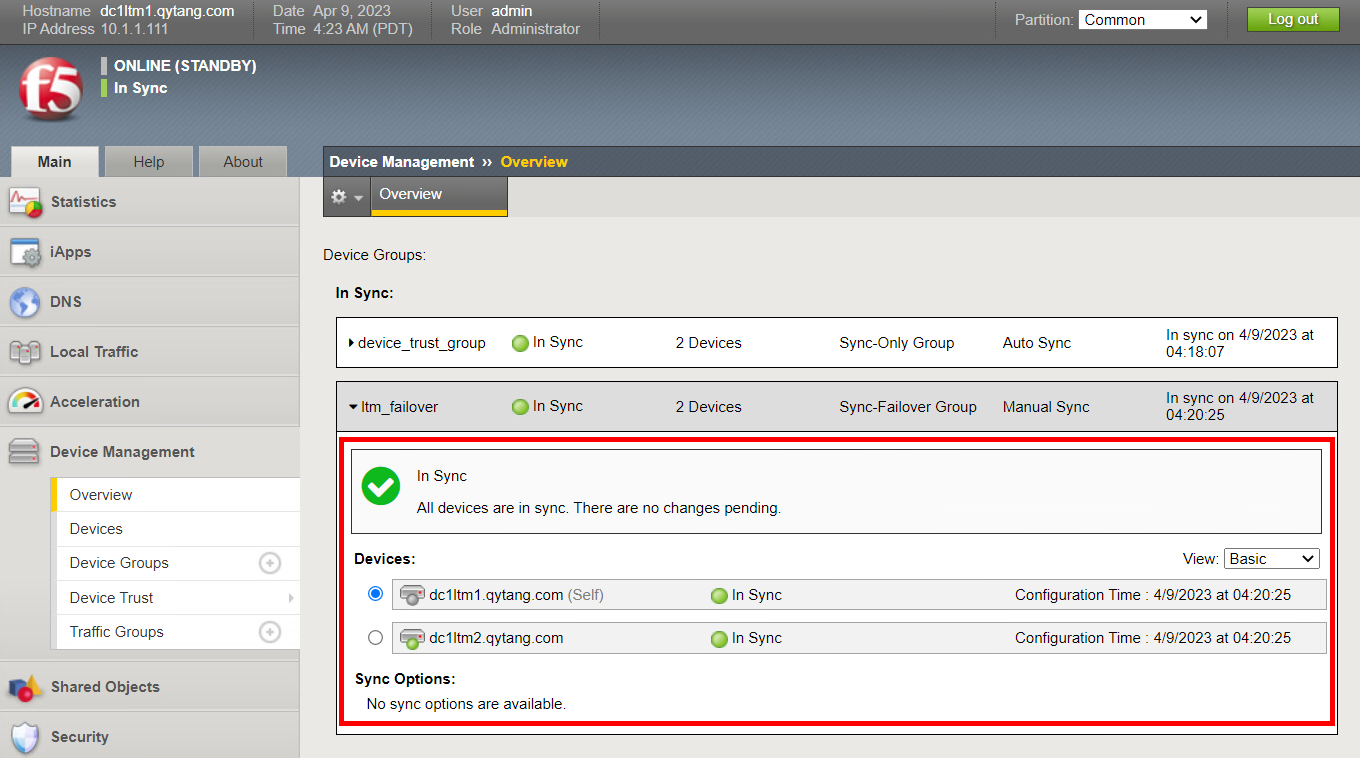 Hostname dc1ltm1.qytang.com Date Apr 9, 2023 User admin
IP Address 10.1.1.111 Time 4:23 AM (PDT) Role Administrator
Partition: Common Log out
f5
ONLINE (STANDBY)
In Sync
Main Help About
Device Management ›› Overview
Overview
Statistics
iApps
DNS
Local Traffic
Acceleration
Device Management
Overview
Devices
Device Groups
Device Trust
Traffic Groups
Shared Objects
Security
Device Groups:
In Sync:
device_trust_group In Sync 2 Devices Sync-Only Group Auto Sync In sync on 4/9/2023 at
04:18:07
ltm_failover In Sync 2 Devices Sync-Failover Group Manual Sync In sync on 4/9/2023 at
04:20:25
In Sync
All devices are in sync. There are no changes pending.
Devices: View: Basic
dc1ltm1.qytang.com (Self) In Sync Configuration Time : 4/9/2023 at 04:20:25
dc1ltm2.qytang.com In Sync Configuration Time : 4/9/2023 at 04:20:25
Sync Options:
No sync options are available.